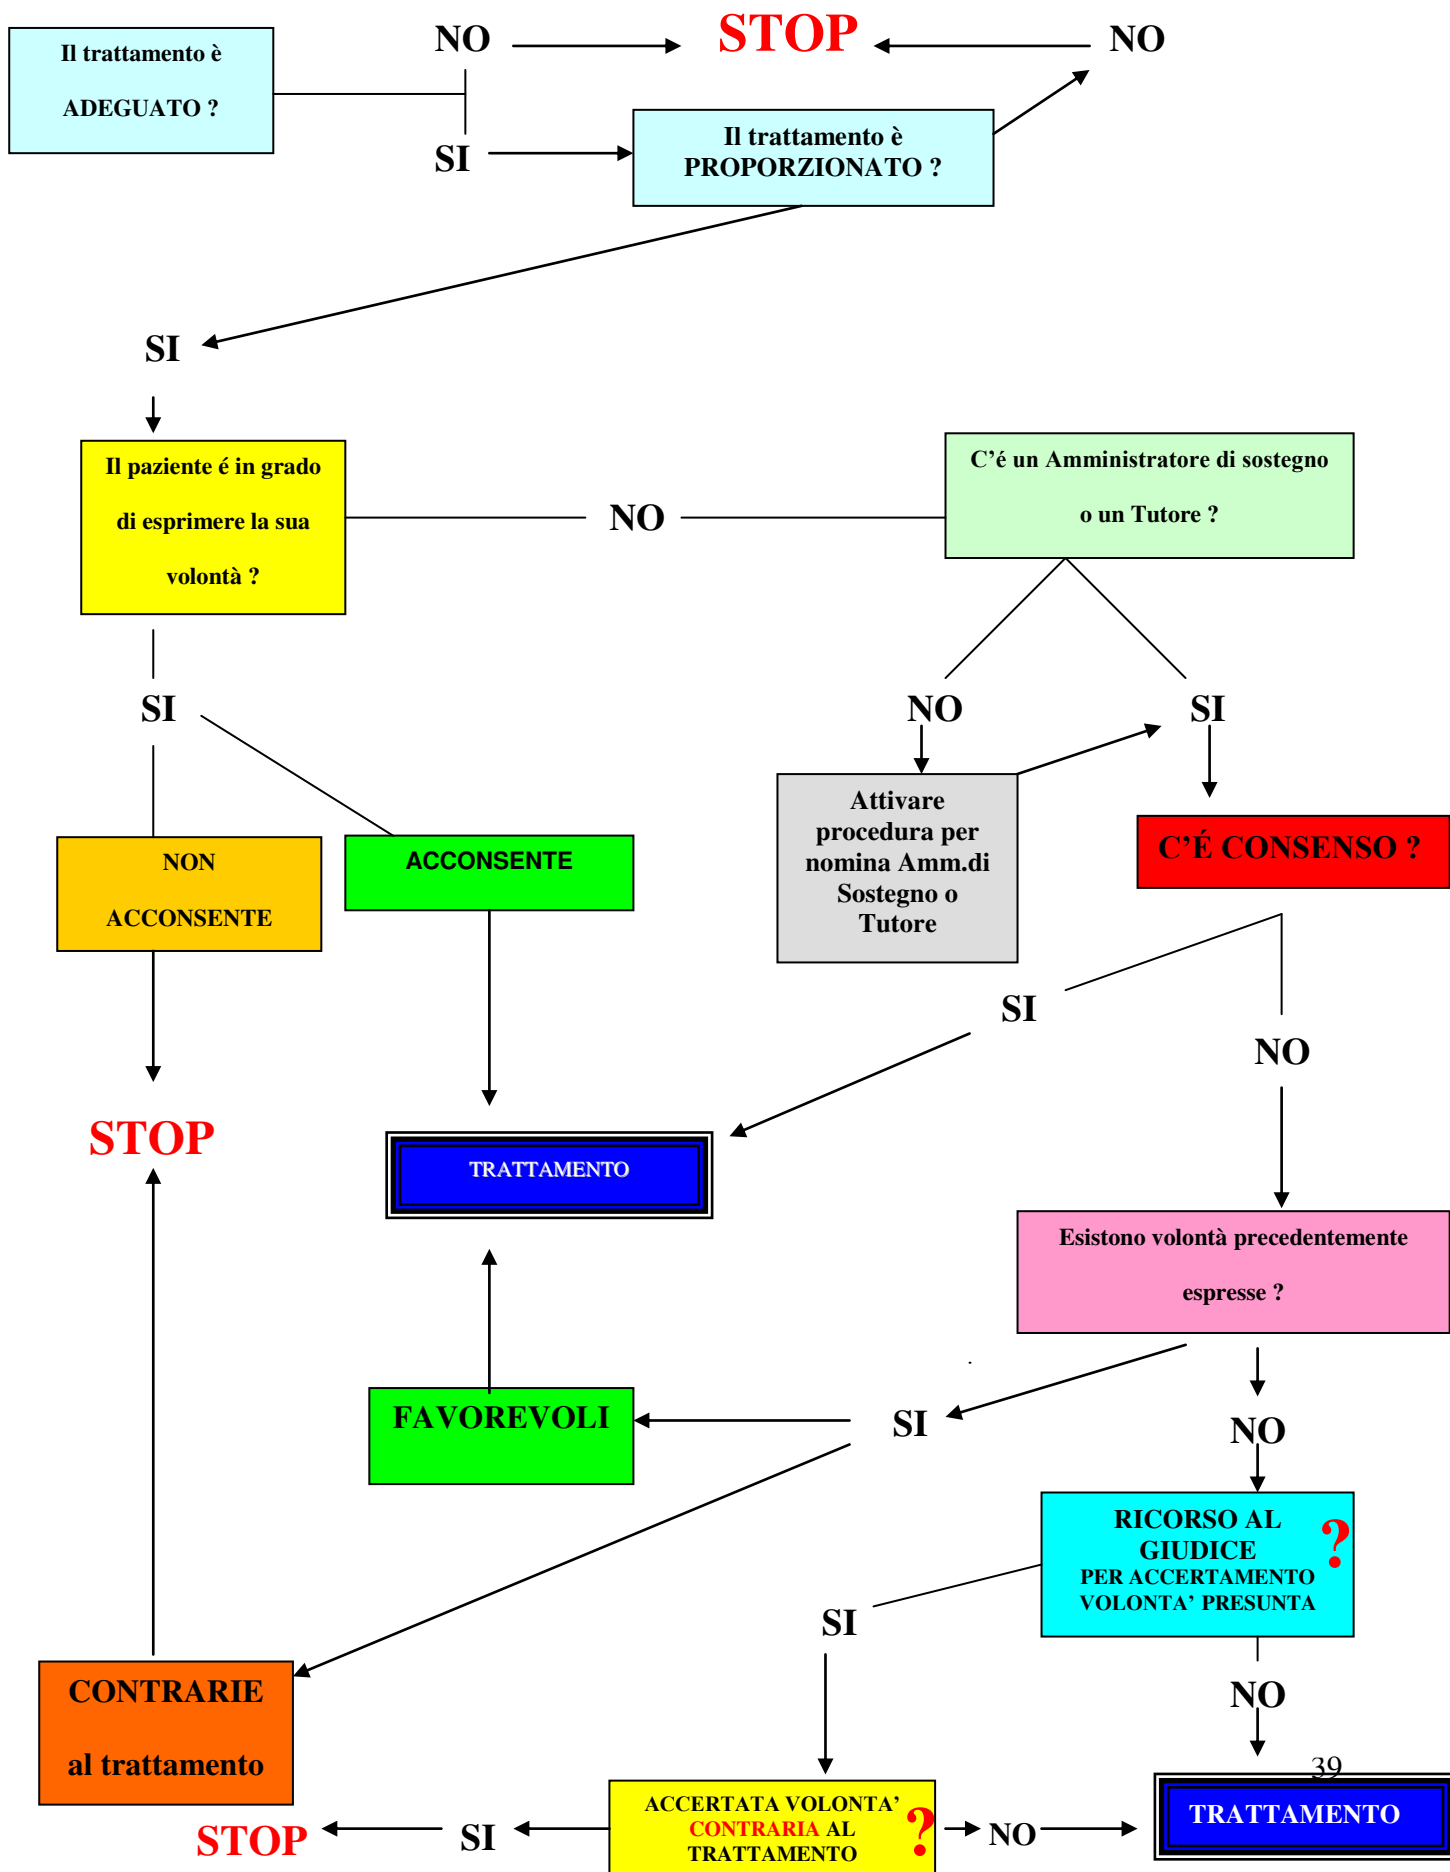 Il trattamento è
ADEGUATO ?
NO
STOP
NO
SI
Il trattamento è
PROPORZIONATO ?
SI
Il paziente é in grado
di esprimere la sua
volontà ?
NO
C'é un Amministratore di sostegno
o un Tutore ?
SI
NO
SI
NON
ACCONSENTE
ACCONSENTE
Attivare
procedura per
nomina Amm.di
Sostegno o
Tutore
C'É CONSENSO ?
SI
NO
STOP
TRATTAMENTO
Esistono volontà precedentemente
espresse ?
FAVOREVOLI
SI
NO
RICORSO AL
GIUDICE
PER ACCERTAMENTO
VOLONTA' PRESUNTA
?
SI
NO
CONTRARIE
al trattamento
39
ACCERTATA VOLONTA'
CONTRARIA AL
TRATTAMENTO
?
STOP
SI
NO
TRATTAMENTO